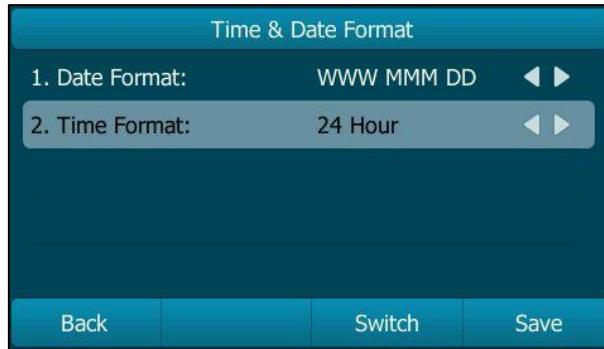 Time & Date Format
1. Date Format: WWW MMM DD
2. Time Format: 24 Hour
Back Switch Save